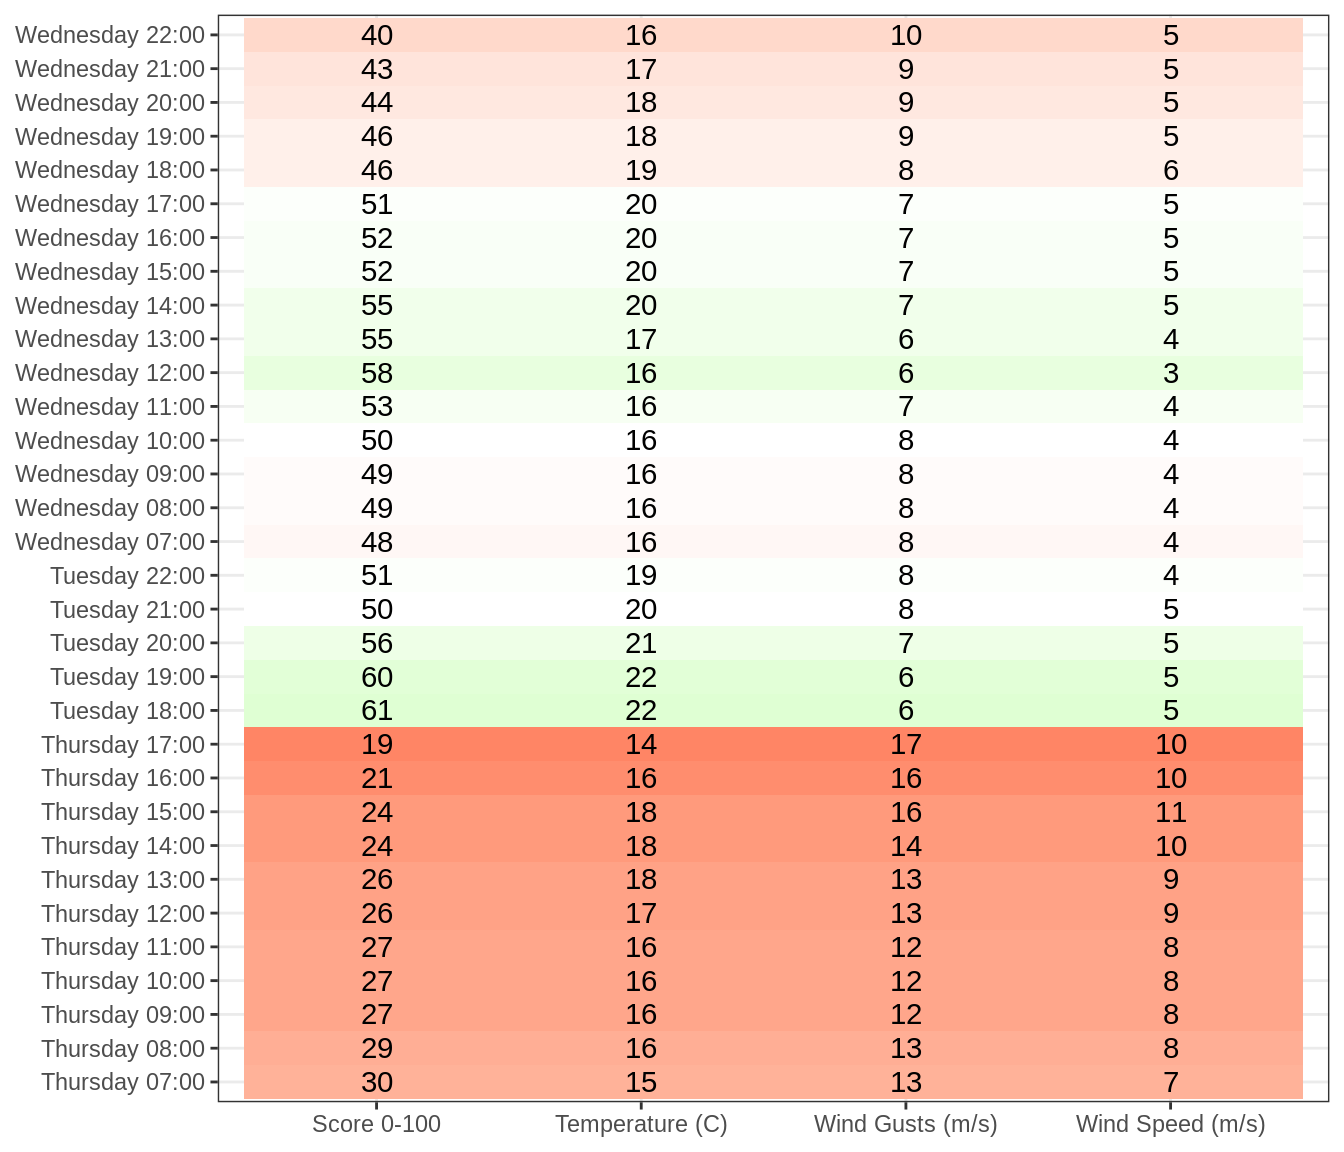 Wednesday 22:00 40 16 10 5
Wednesday 21:00 43 17 9 5
Wednesday 20:00 44 18 9 5
Wednesday 19:00 46 18 9 5
Wednesday 18:00 46 19 8 6
Wednesday 17:00 51 20 7 5
Wednesday 16:00 52 20 7 5
Wednesday 15:00 52 20 7 5
Wednesday 14:00 55 20 7 5
Wednesday 13:00 55 17 6 4
Wednesday 12:00 58 16 6 3
Wednesday 11:00 53 16 7 4
Wednesday 10:00 50 16 8 4
Wednesday 09:00 49 16 8 4
Wednesday 08:00 49 16 8 4
Wednesday 07:00 48 16 8 4
Tuesday 22:00 51 19 8 4
Tuesday 21:00 50 20 8 5
Tuesday 20:00 56 21 7 5
Tuesday 19:00 60 22 6 5
Tuesday 18:00 61 22 6 5
Thursday 17:00 19 14 17 10
Thursday 16:00 21 16 16 10
Thursday 15:00 24 18 16 11
Thursday 14:00 24 18 14 10
Thursday 13:00 26 18 13 9
Thursday 12:00 26 17 13 9
Thursday 11:00 27 16 12 8
Thursday 10:00 27 16 12 8
Thursday 09:00 27 16 12 8
Thursday 08:00 29 16 13 8
Thursday 07:00 30 15 13 7
Score 0-100 Temperature (C) Wind Gusts (m/s) Wind Speed (m/s)